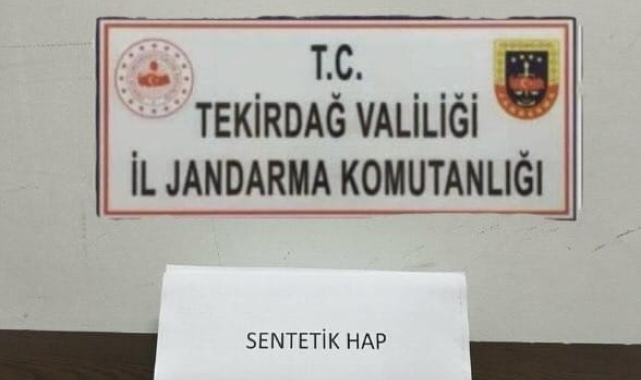 T.C.
TEKİRDAĞ VALİLİĞİ
İL JANDARMA KOMUTANLIĞI
SENTETİK HAP